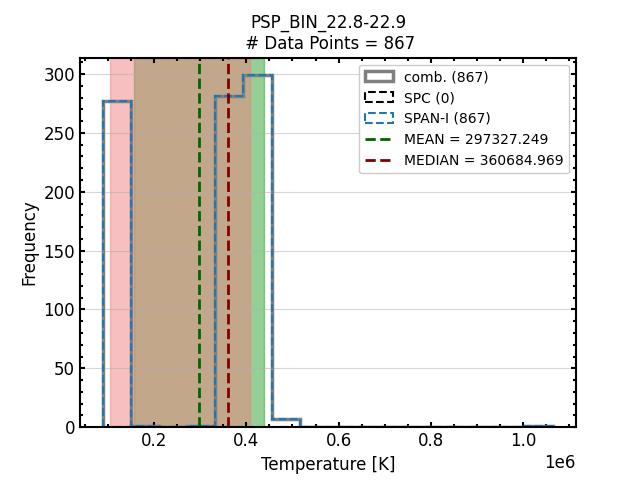 PSP_BIN_22.8-22.9
# Data Points = 867
comb. (867)
SPC (0)
SPAN-I (867)
MEAN = 297327.249
MEDIAN = 360684.969
300
250
200
150
100
50
0
Frequency
0.2 0.4 0.6 0.8 1.0
1e6
Temperature [K]